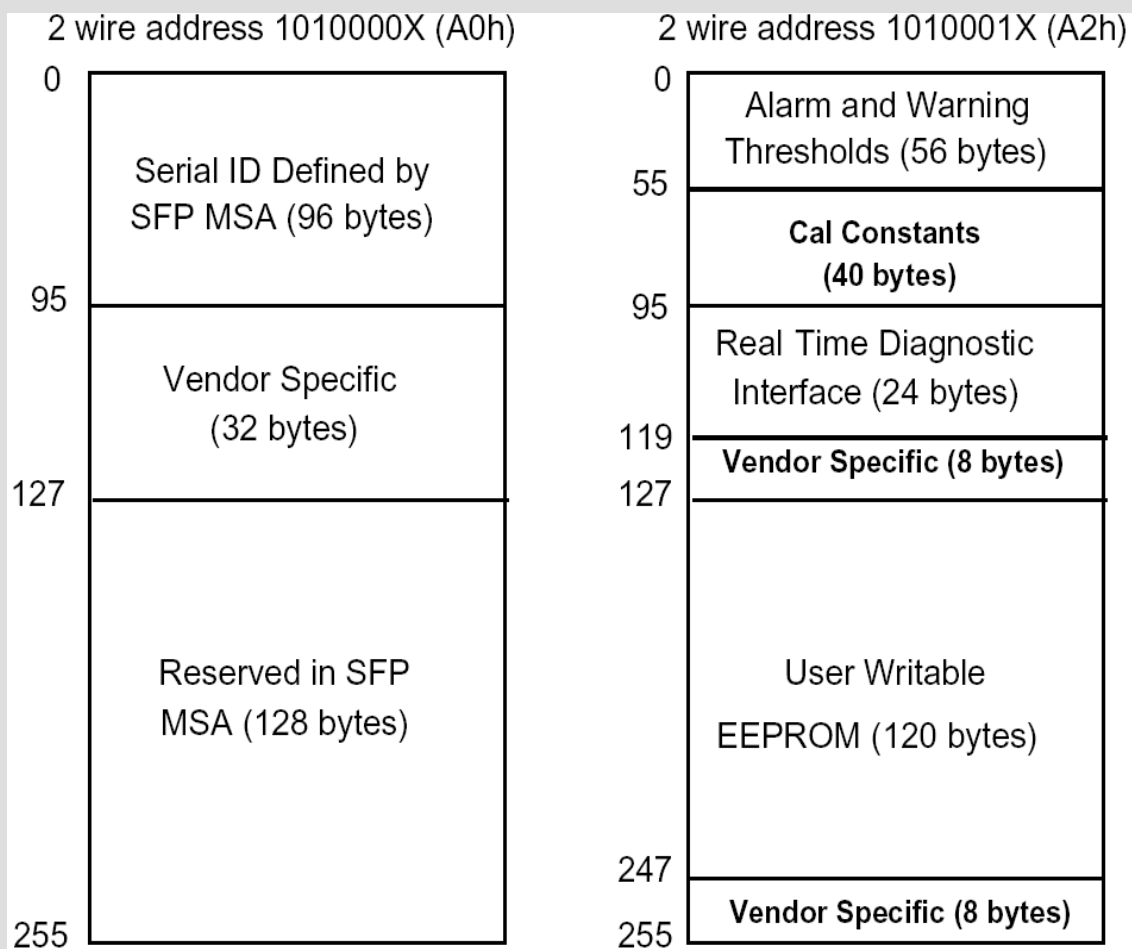 2 wire address 1010000X (A0h)
0
Serial ID Defined by
SFP MSA (96 bytes)
95
Vendor Specific
(32 bytes)
127
Reserved in SFP
MSA (128 bytes)
255
2 wire address 1010001X (A2h)
0
Alarm and Warning
Thresholds (56 bytes)
55
Cal Constants
(40 bytes)
95
Real Time Diagnostic
Interface (24 bytes)
119
Vendor Specific (8 bytes)
127
User Writable
EEPROM (120 bytes)
247
Vendor Specific (8 bytes)
255